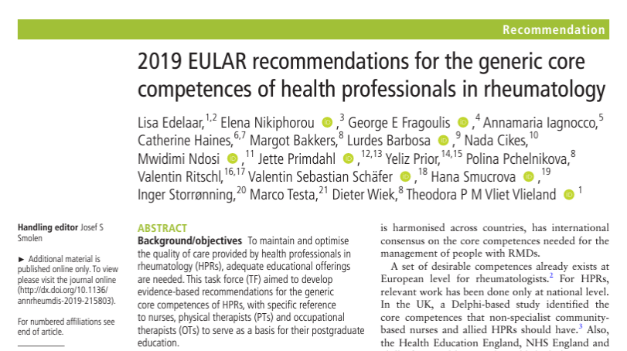 Recommendation
2019 EULAR recommendations for the generic core
competences of health professionals in rheumatology
Lisa Edelaar,1,2 Elena Nikiphorou ,3 George E Fragoulis ,4 Annamaria Iagnocco,5
Catherine Haines,6,7 Margot Bakkers,8 Lurdes Barbosa ,9 Nada Cikes,10
Mwidimi Ndosi ,11 Jette Primdahl ,12,13 Yeliz Prior,14,15 Polina Pchelnikova,8
Valentin Ritschl,16,17 Valentin Sebastian Schäfer ,18 Hana Smucrova ,19
Inger Storrønning,20 Marco Testa,21 Dieter Wiek,8 Theodora P M Vliet Vlieland 1
Handling editor Josef S
Smolen
► Additional material is
published online only. To view
please visit the journal online
(http://dx.doi.org/10.1136/
annrheumdis-2019-215803).
For numbered affiliations see
end of article.
ABSTRACT
Background/objectives To maintain and optimise
the quality of care provided by health professionals in
rheumatology (HPRs), adequate educational offerings
are needed. This task force (TF) aimed to develop
evidence-based recommendations for the generic
core competences of HPRs, with specific reference
to nurses, physical therapists (PTs) and occupational
therapists (OTs) to serve as a basis for their postgraduate
education.
is harmonised across countries, has international
consensus on the core competences needed for the
management of people with RMDs.
A set of desirable competences already exists at
European level for rheumatologists.2 For HPRs,
relevant work has been done only at national level.
In the UK, a Delphi-based study identified the
core competences that non-specialist community-
based nurses and allied HPRs should have.3 Also,
the Health Education England, NHS England and